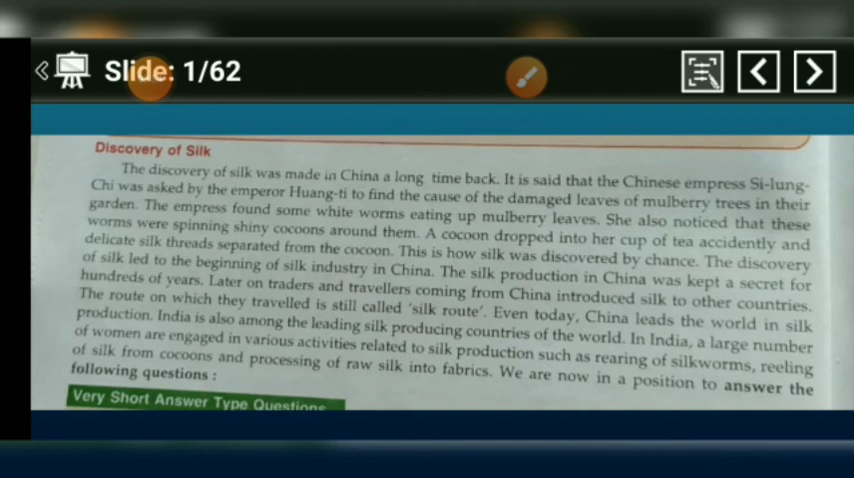 Slide: 1/62
Discovery of Silk
The discovery of silk was made in China a long time back. It is said that the Chinese empress Si-lung-
Chi was asked by the emperor Huang-ti to find the cause of the damaged leaves of mulberry trees in their
garden. The empress found some white worms eating up mulberry leaves. She also noticed that these
worms were spinning shiny cocoons around them. A cocoon dropped into her cup of tea accidently and
delicate silk threads separated from the cocoon. This is how silk was discovered by chance. The discovery
of silk led to the beginning of silk industry in China. The silk production in China was kept a secret for
hundreds of years. Later on traders and travellers coming from China introduced silk to other countries.
The route on which they travelled is still called 'silk route'. Even today, China leads the world in silk
production. India is also among the leading silk producing countries of the world. In India, a large number
of women are engaged in various activities related to silk production such as rearing of silkworms, reeling
of silk from cocoons and processing of raw silk into fabrics. We are now in a position to answer the
following questions :
Very Short Answer Type Questions